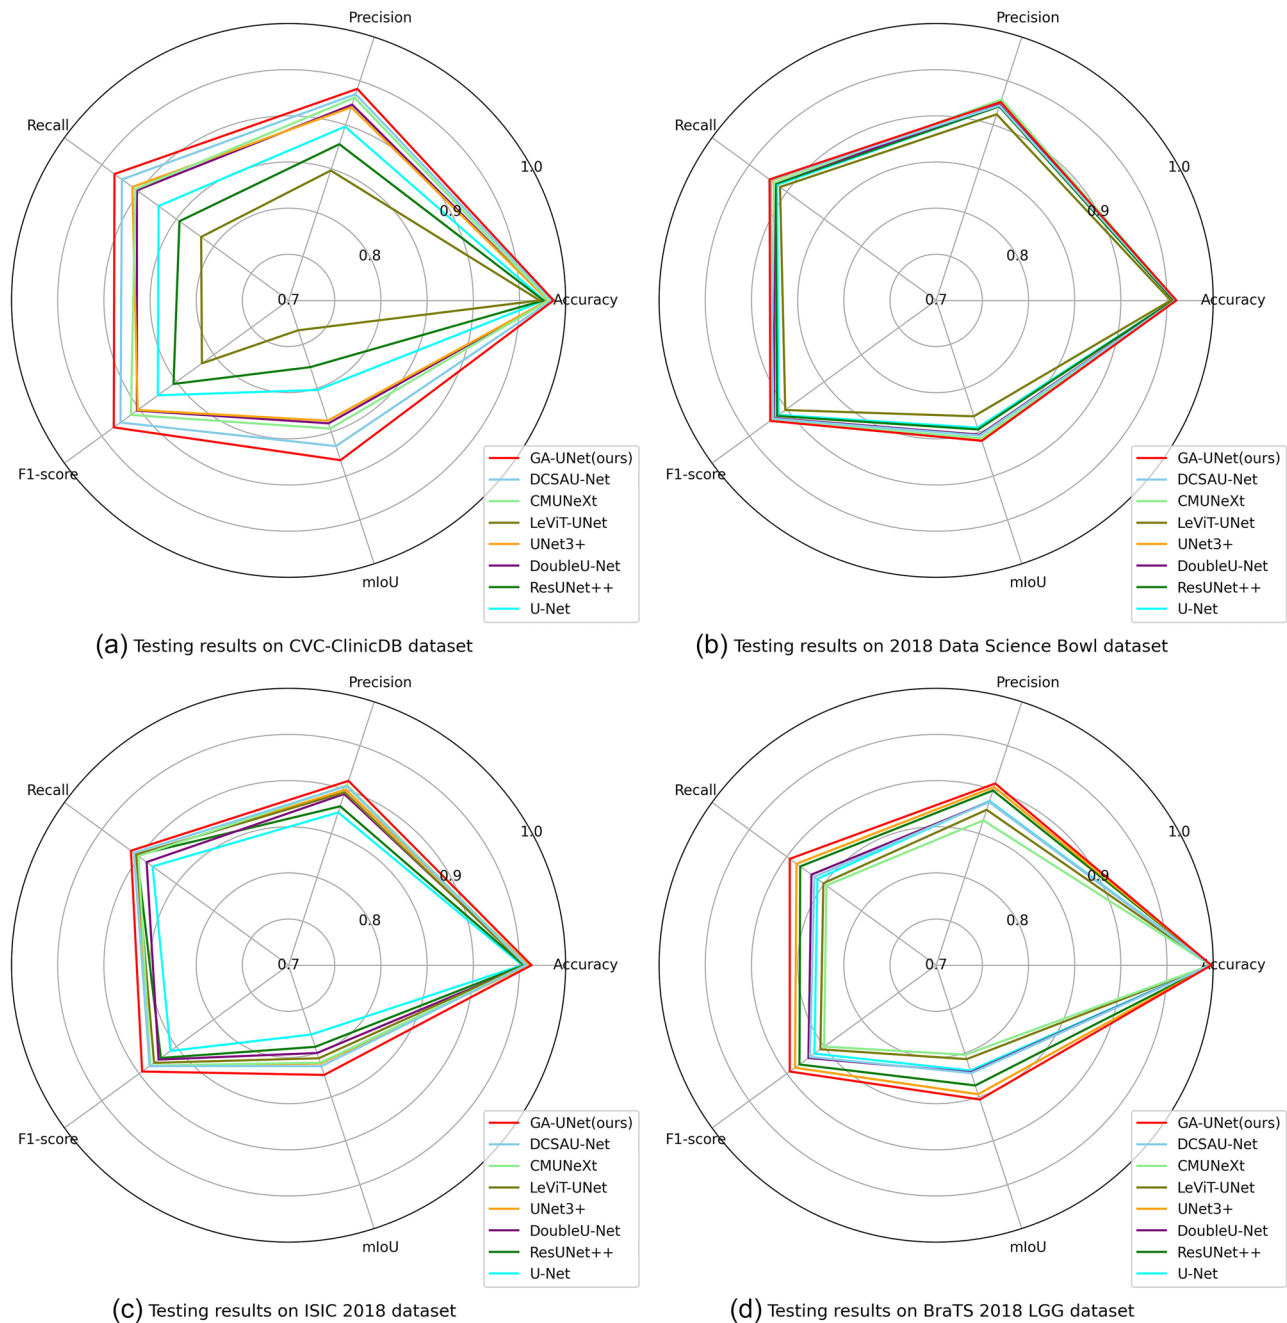 Precision
Recall
1.0
0.9
0.8
0.7
Accuracy
F1-score
mIoU
GA-UNet(ours)
DCSAU-Net
CMUNeXt
LeViT-UNet
UNet3+
DoubleU-Net
ResUNet++
U-Net
(a) Testing results on CVC-ClinicDB dataset
Precision
Recall
1.0
0.9
0.8
0.7
Accuracy
F1-score
mIoU
GA-UNet(ours)
DCSAU-Net
CMUNeXt
LeViT-UNet
UNet3+
DoubleU-Net
ResUNet++
U-Net
(b) Testing results on 2018 Data Science Bowl dataset
Precision
Recall
1.0
0.9
0.8
0.7
Accuracy
F1-score
mIoU
GA-UNet(ours)
DCSAU-Net
CMUNeXt
LeViT-UNet
UNet3+
DoubleU-Net
ResUNet++
U-Net
(c) Testing results on ISIC 2018 dataset
Precision
Recall
1.0
0.9
0.8
0.7
Accuracy
F1-score
mIoU
GA-UNet(ours)
DCSAU-Net
CMUNeXt
LeViT-UNet
UNet3+
DoubleU-Net
ResUNet++
U-Net
(d) Testing results on BraTS 2018 LGG dataset